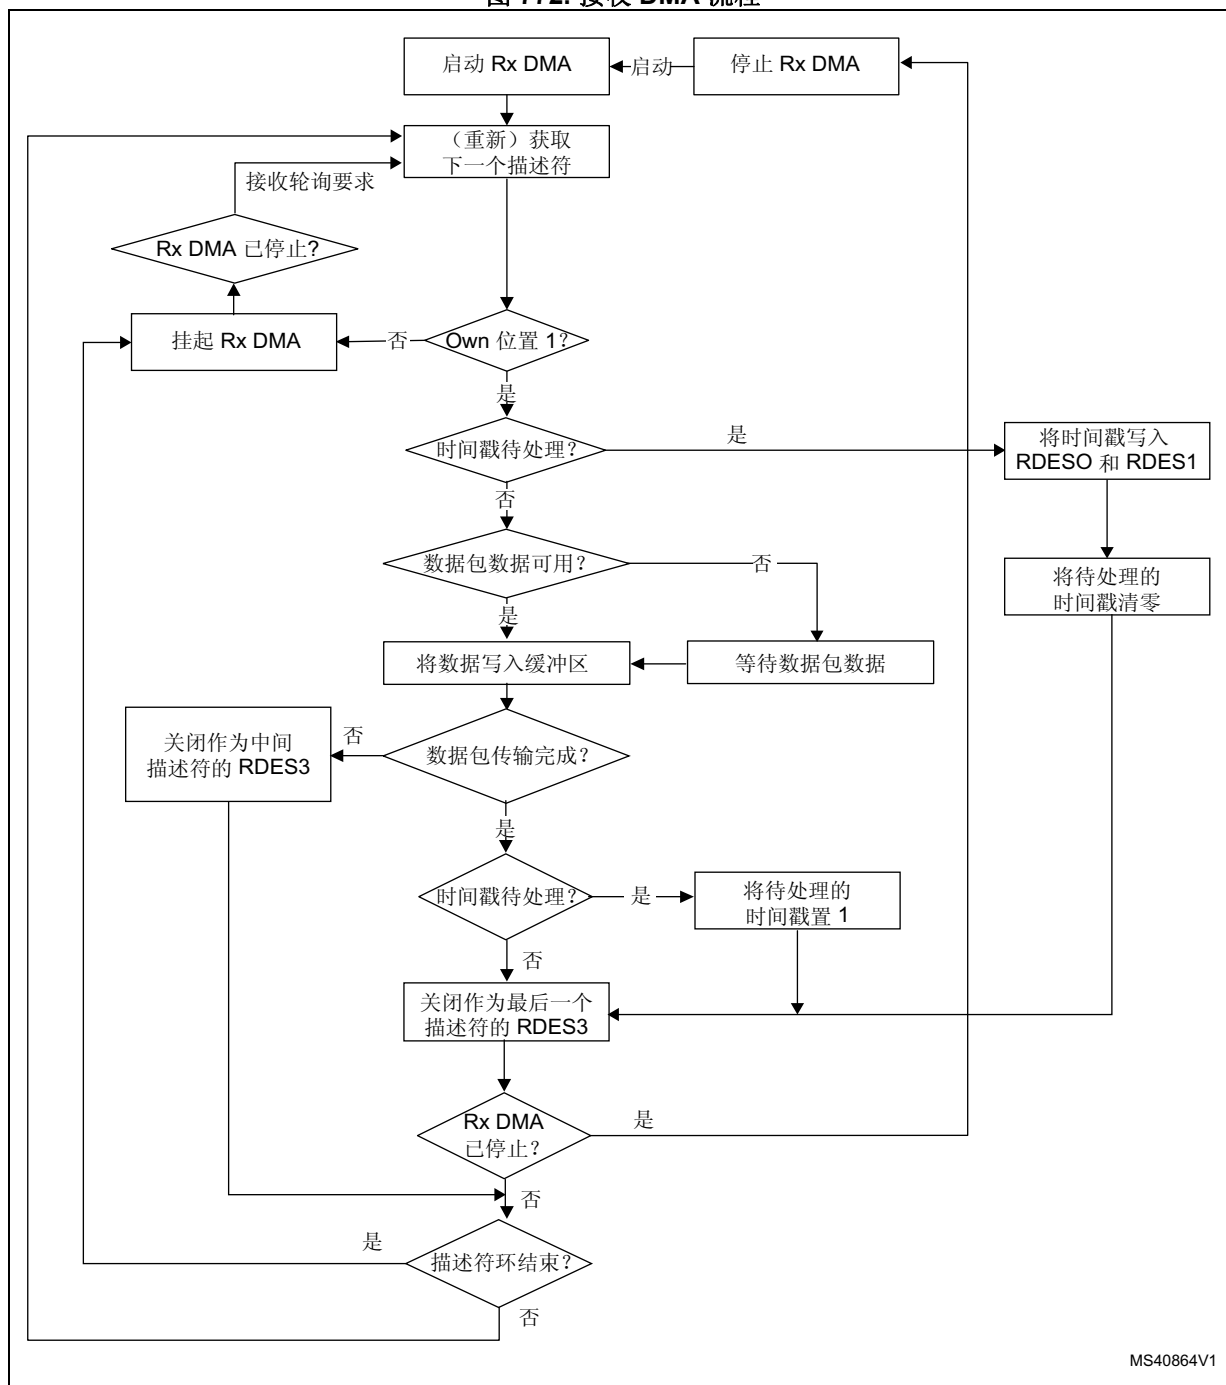 图 772. 接收 DMA 流程
启动 Rx DMA
启动
停止 Rx DMA
（重新）获取
下一个描述符
接收轮询要求
Rx DMA 已停止?
挂起 Rx DMA
否
Own 位置 1？
是
时间戳待处理？
是
将时间戳写入
RDESO 和 RDES1
否
数据包数据可用？
否
将待处理的
时间戳清零
是
将数据写入缓冲区
等待数据包数据
关闭作为中间
描述符的 RDES3
否
数据包传输完成？
是
时间戳待处理？
是
将待处理的
时间戳置 1
否
关闭作为最后一个
描述符的 RDES3
Rx DMA
已停止？
是
否
是
描述符环结束？
否
MS40864V1